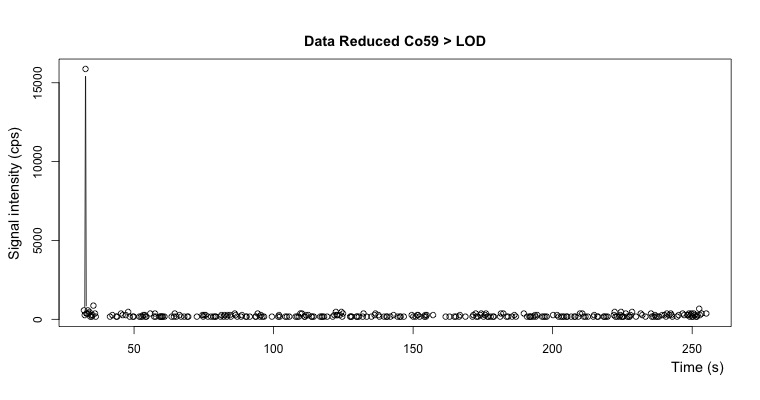 Data Reduced Co59 > LOD
Signal intensity (cps)
15000
10000
5000
0
50 100 150 200 250
Time (s)